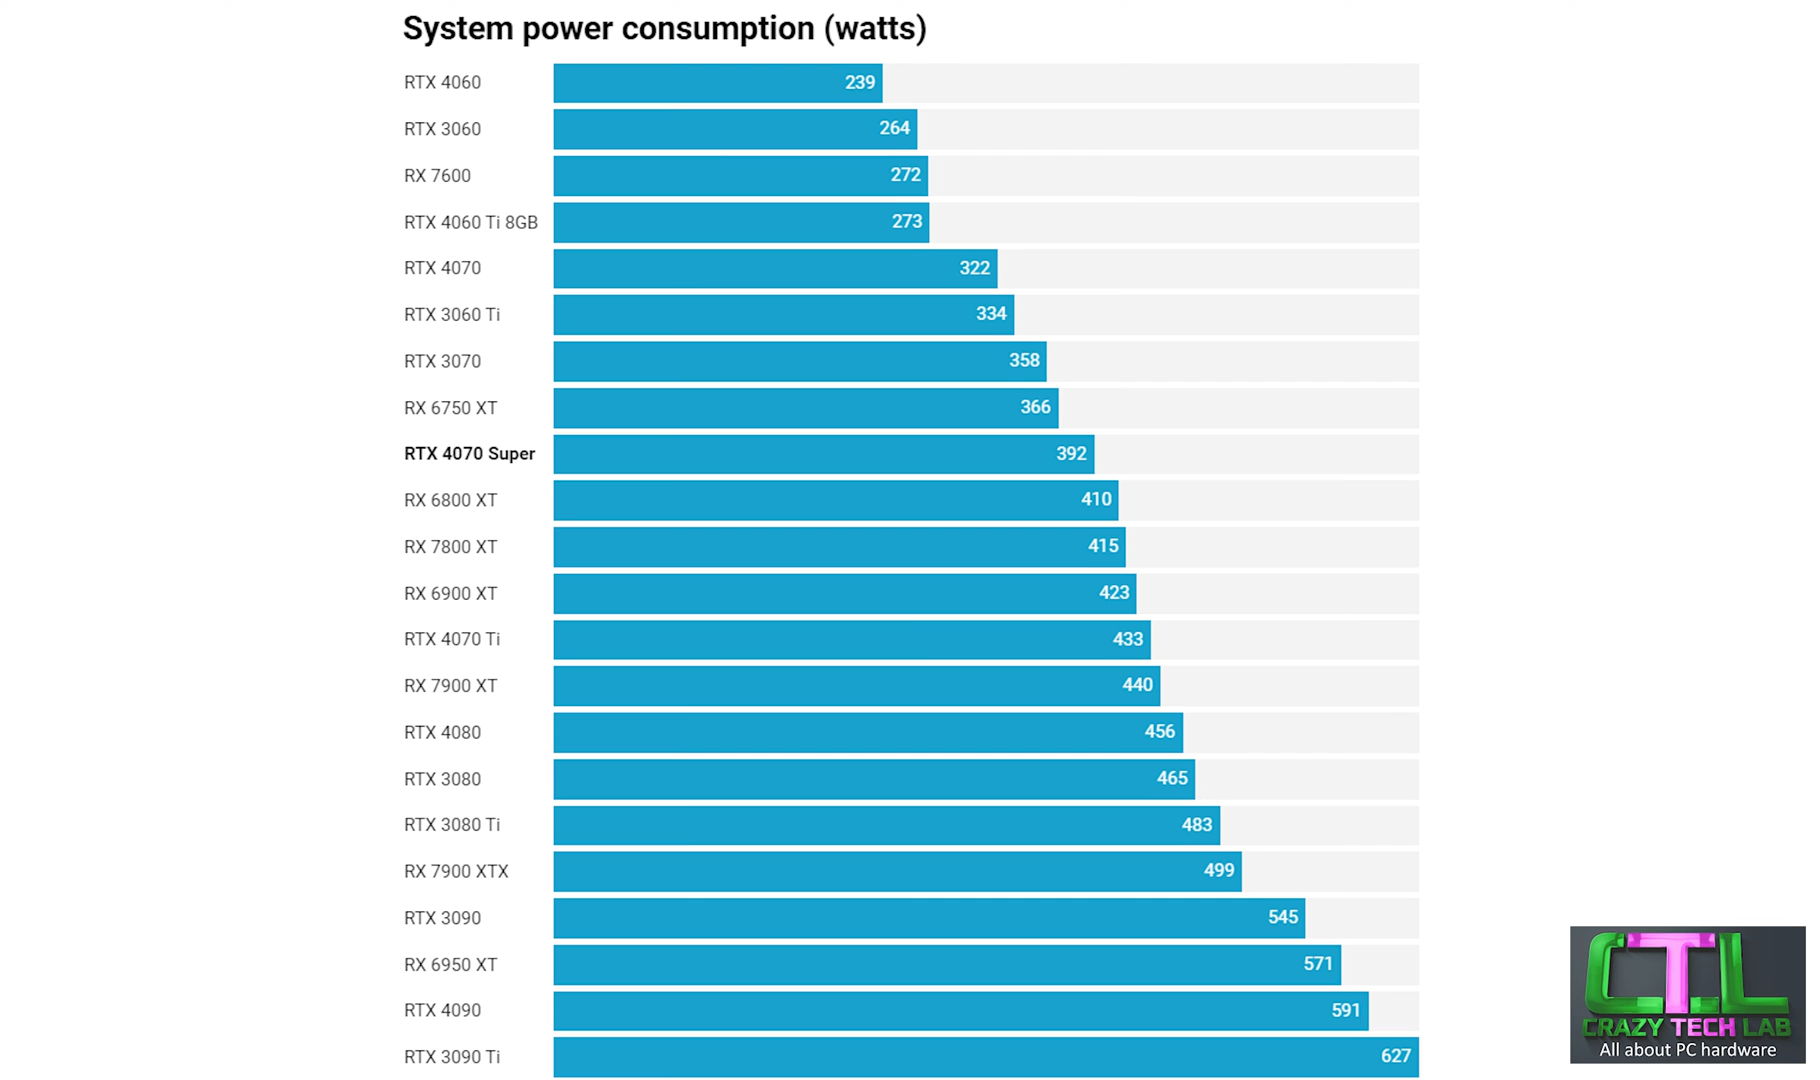 System power consumption (watts)
RTX 4060 239
RTX 3060 264
RX 7600 272
RTX 4060 Ti 8GB 273
RTX 4070 322
RTX 3060 Ti 334
RTX 3070 358
RX 6750 XT 366
RTX 4070 Super 392
RX 6800 XT 410
RX 7800 XT 415
RX 6900 XT 423
RTX 4070 Ti 433
RX 7900 XT 440
RTX 4080 456
RTX 3080 465
RTX 3080 Ti 483
RX 7900 XTX 499
RTX 3090 545
RX 6950 XT 571
RTX 4090 591
RTX 3090 Ti 627
CTL
CRAZY TECH LAB
All about PC hardware